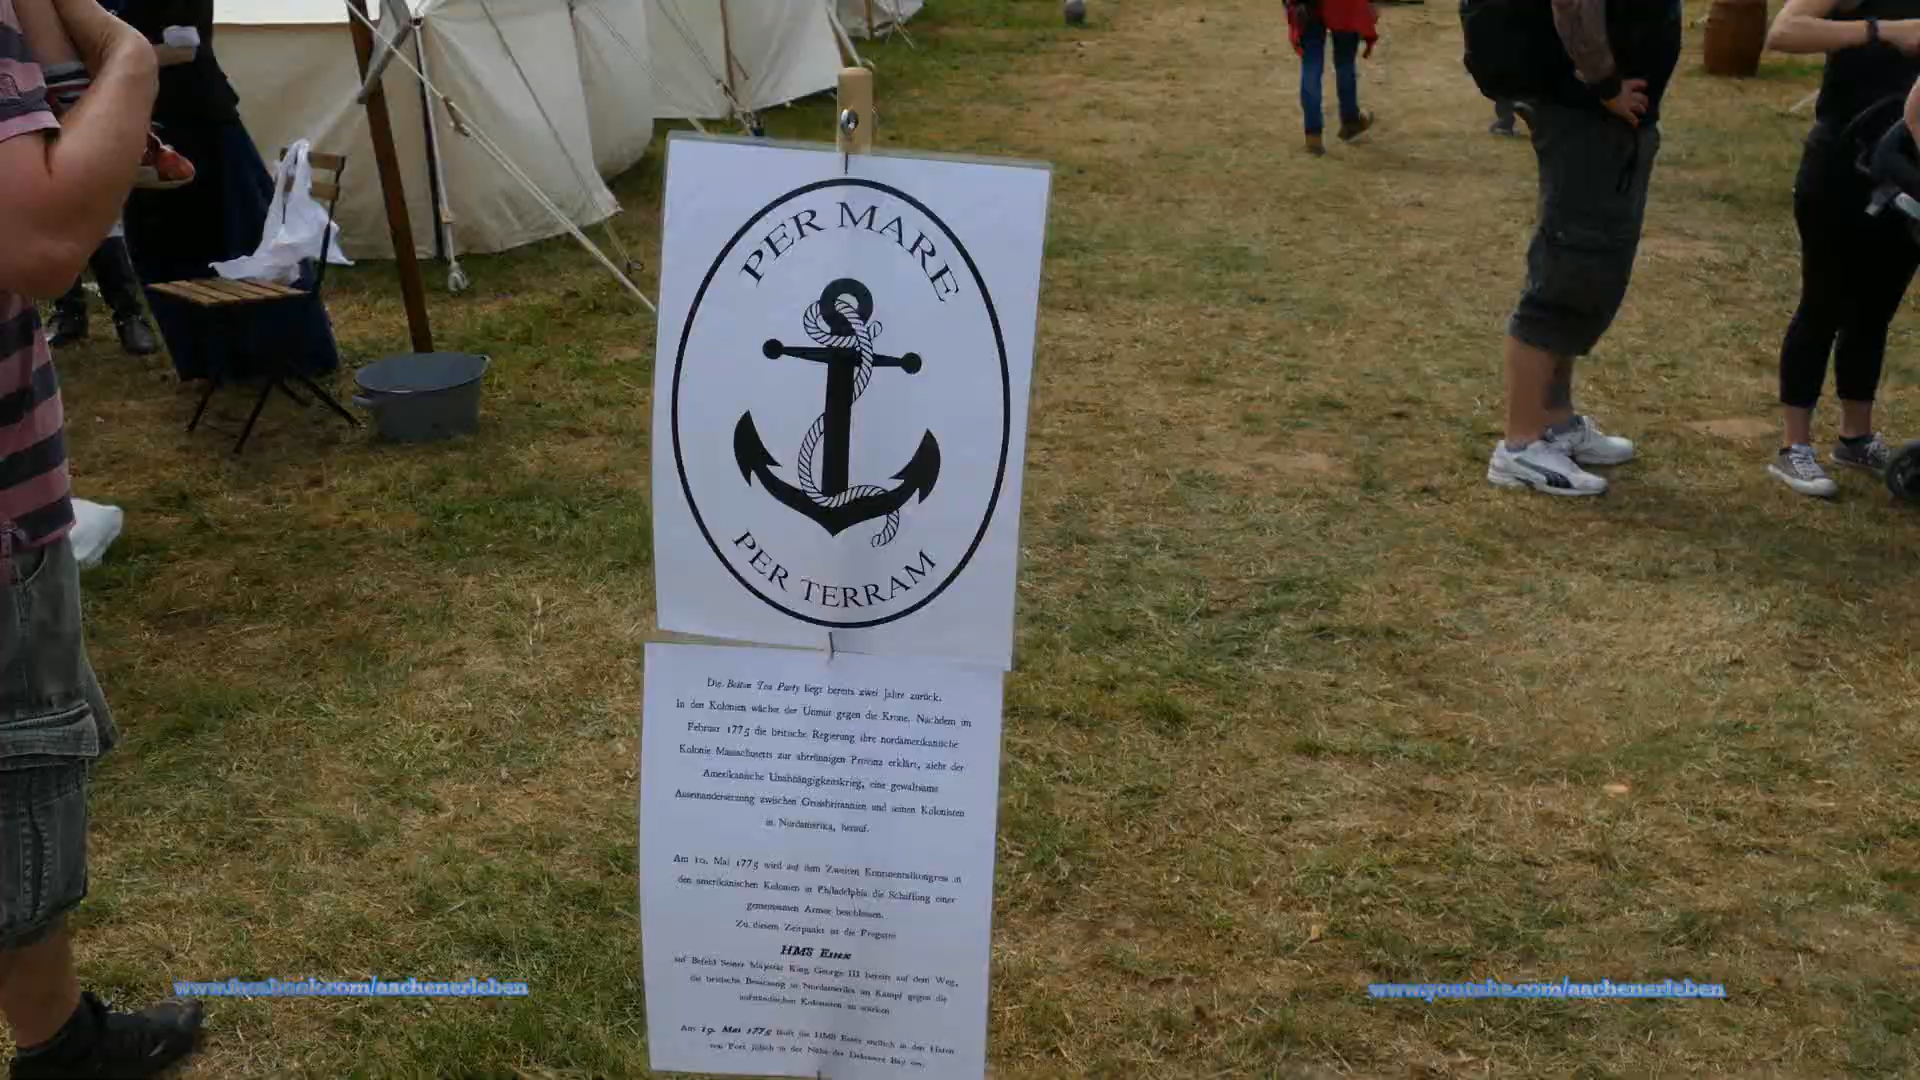 PER MARE
PER TERRAM
Die Boston Tea Party liegt bereits zwei Jahre zurück.
In den Kolonien wächst der Unmut gegen die Krone. Nachdem im
Februar 1775 die britische Regierung ihre nordamerikanische
Kolonie Massachusetts zur abtrünnigen Provinz erklärt, zieht der
Amerikanische Unabhängigkeitskrieg, eine gewaltsame
Auseinandersetzung zwischen Grossbritannien und seinen Kolonisten
in Nordamerika, herauf.
Am 10. Mai 1775 wird auf dem Zweiten Kontinentalkongress in
den amerikanischen Kolonien in Philadelphia die Schaffung einer
gemeinsamen Armee beschlossen.
Zu diesem Zeitpunkt ist die Fregatte
HMS Essex
auf Befehl Seiner Majestät King George III bereits auf dem Weg,
die britische Besatzung in Nordamerika im Kampf gegen die
aufständischen Kolonisten zu stärken
Am 19. Mai 1775 läuft die HMS Essex endlich in den Hafen
von Port Jülich in der Nähe der Delaware Bay ein.
www.facebook.com/aachenerleben
www.youtube.com/aachenerleben